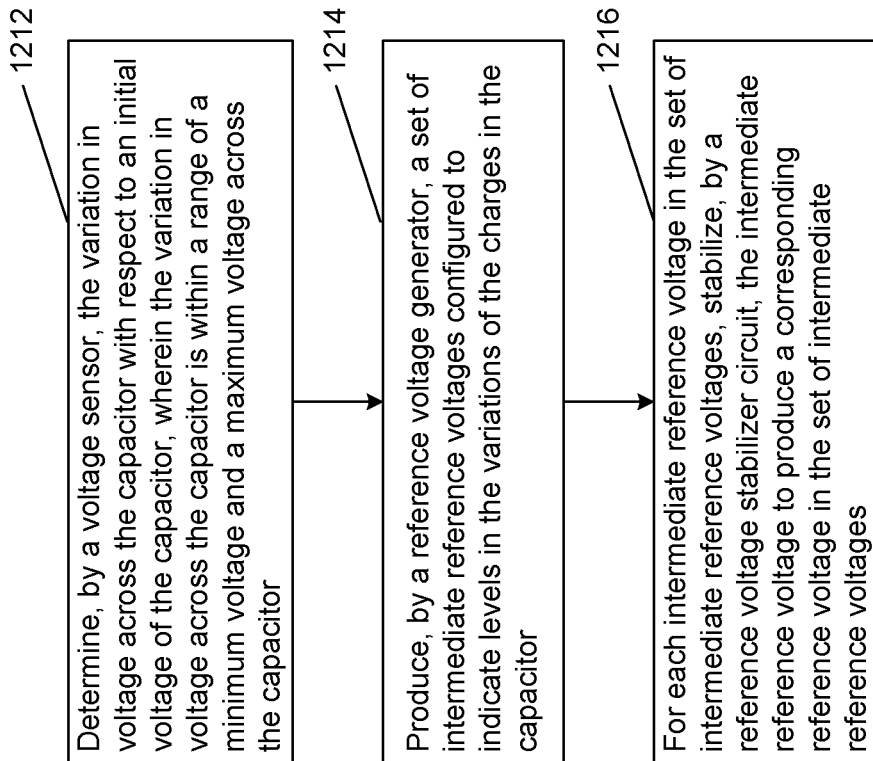 1212
Determine, by a voltage sensor, the variation in
voltage across the capacitor with respect to an initial
voltage of the capacitor, wherein the variation in
voltage across the capacitor is within a range of a
minimum voltage and a maximum voltage across
the capacitor
1214
Produce, by a reference voltage generator, a set of
intermediate reference voltages configured to
indicate levels in the variations of the charges in the
capacitor
1216
For each intermediate reference voltage in the set of
intermediate reference voltages, stabilize, by a
reference voltage stabilizer circuit, the intermediate
reference voltage to produce a corresponding
reference voltage in the set of intermediate
reference voltages